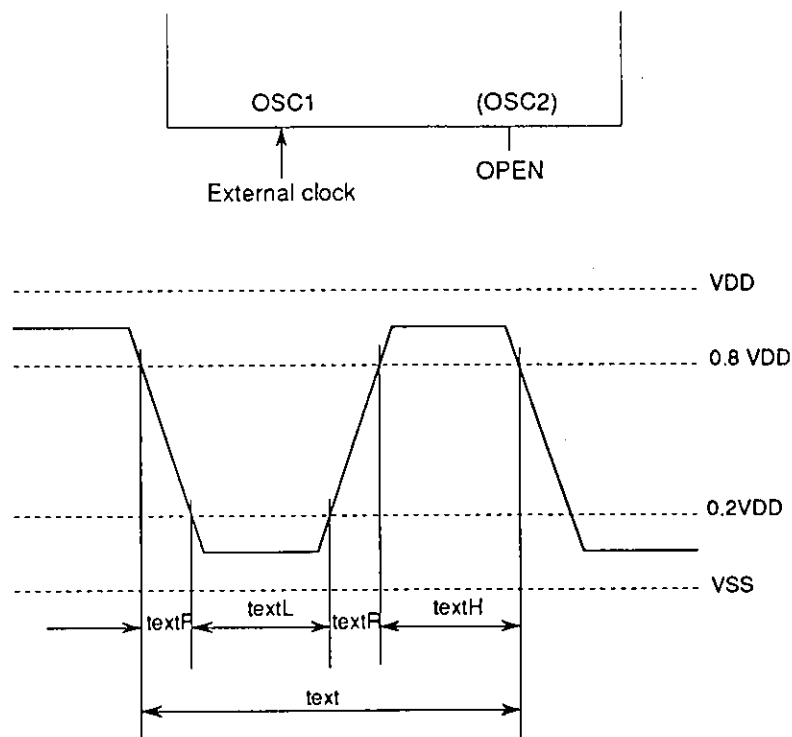 OSC1 (OSC2)
OPEN
External clock
VDD
0.8 VDD
0.2VDD
VSS
textF textL textR textH
text